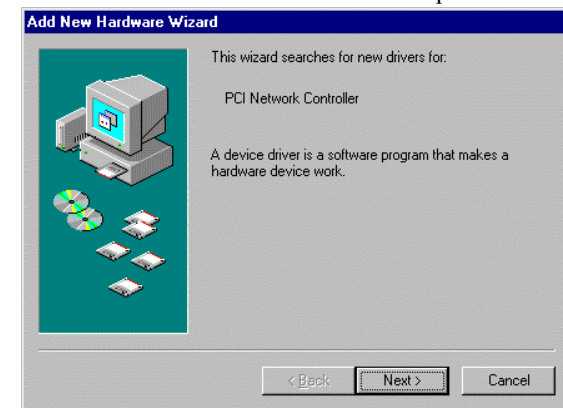 Add New Hardware Wizard
This wizard searches for new drivers for:
PCI Network Controller
A device driver is a software program that makes a
hardware device work.
< Back
Next >
Cancel